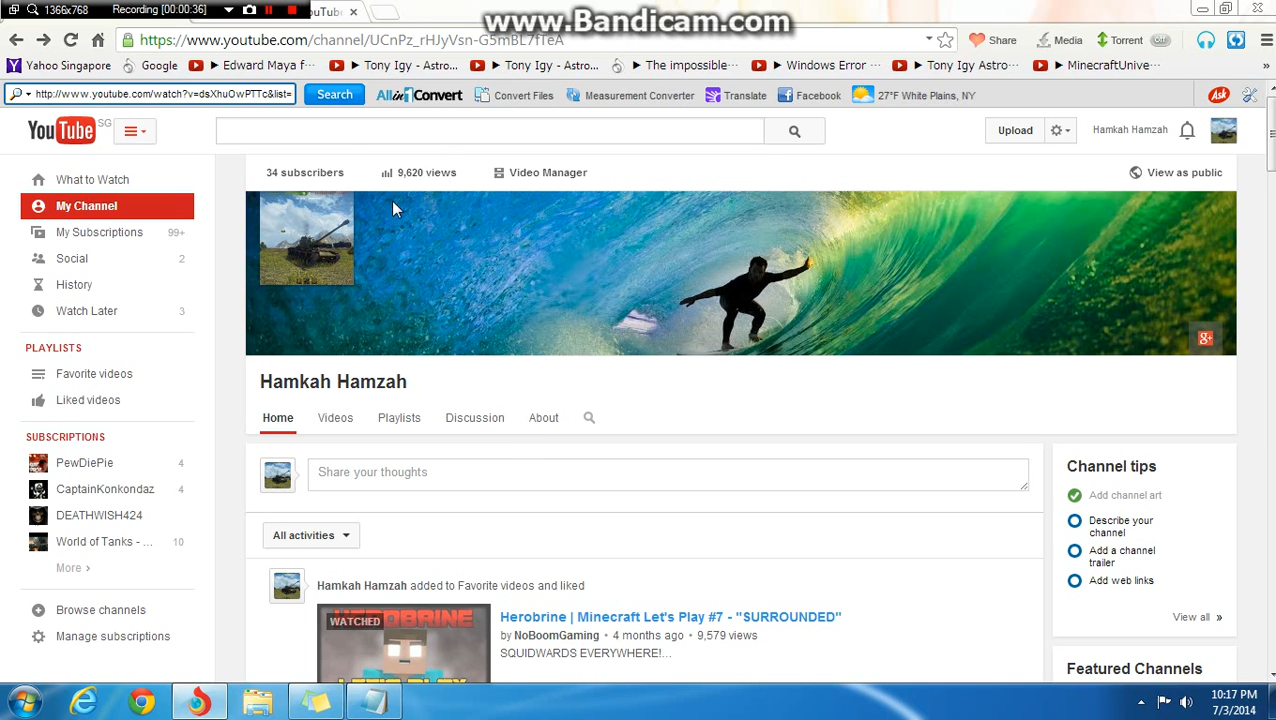 1366x768 Recording [00:00:36]
www.Bandicam.com
https://www.youtube.com/channel/UCnPz_rHJyVsn-G5mBL7fTeA
Share Media Torrent
Yahoo Singapore Google Edward Maya f... Tony Igy - Astro... Tony Igy - Astro... The impossible... Windows Error ... Tony Igy Astro... MinecraftUnive... »
http://www.youtube.com/watch?v=dsXhuOwPTTc&list= Search All in 1 Convert Convert Files Measurement Converter Translate Facebook 27°F White Plains, NY Ask
YouTube SG Upload Hamkah Hamzah
34 subscribers 9,620 views Video Manager View as public
What to Watch
My Channel
My Subscriptions 99+
Social 2
History
Watch Later 3
PLAYLISTS
Favorite videos
Liked videos
SUBSCRIPTIONS
PewDiePie 4
CaptainKonkondaz 4
DEATHWISH424
World of Tanks - ... 10
More ›
Browse channels
Manage subscriptions
g+
Hamkah Hamzah
Home Videos Playlists Discussion About
Share your thoughts
All activities
Hamkah Hamzah added to Favorite videos and liked
WATCHED
HEROBRINE
LET'S PLAY
Herobrine | Minecraft Let's Play #7 - "SURROUNDED"
by NoBoomGaming • 4 months ago • 9,579 views
SQUIDWARDS EVERYWHERE!...
Channel tips
Add channel art
Describe your
channel
Add a channel
trailer
Add web links
View all »
Featured Channels
10:17 PM
7/3/2014